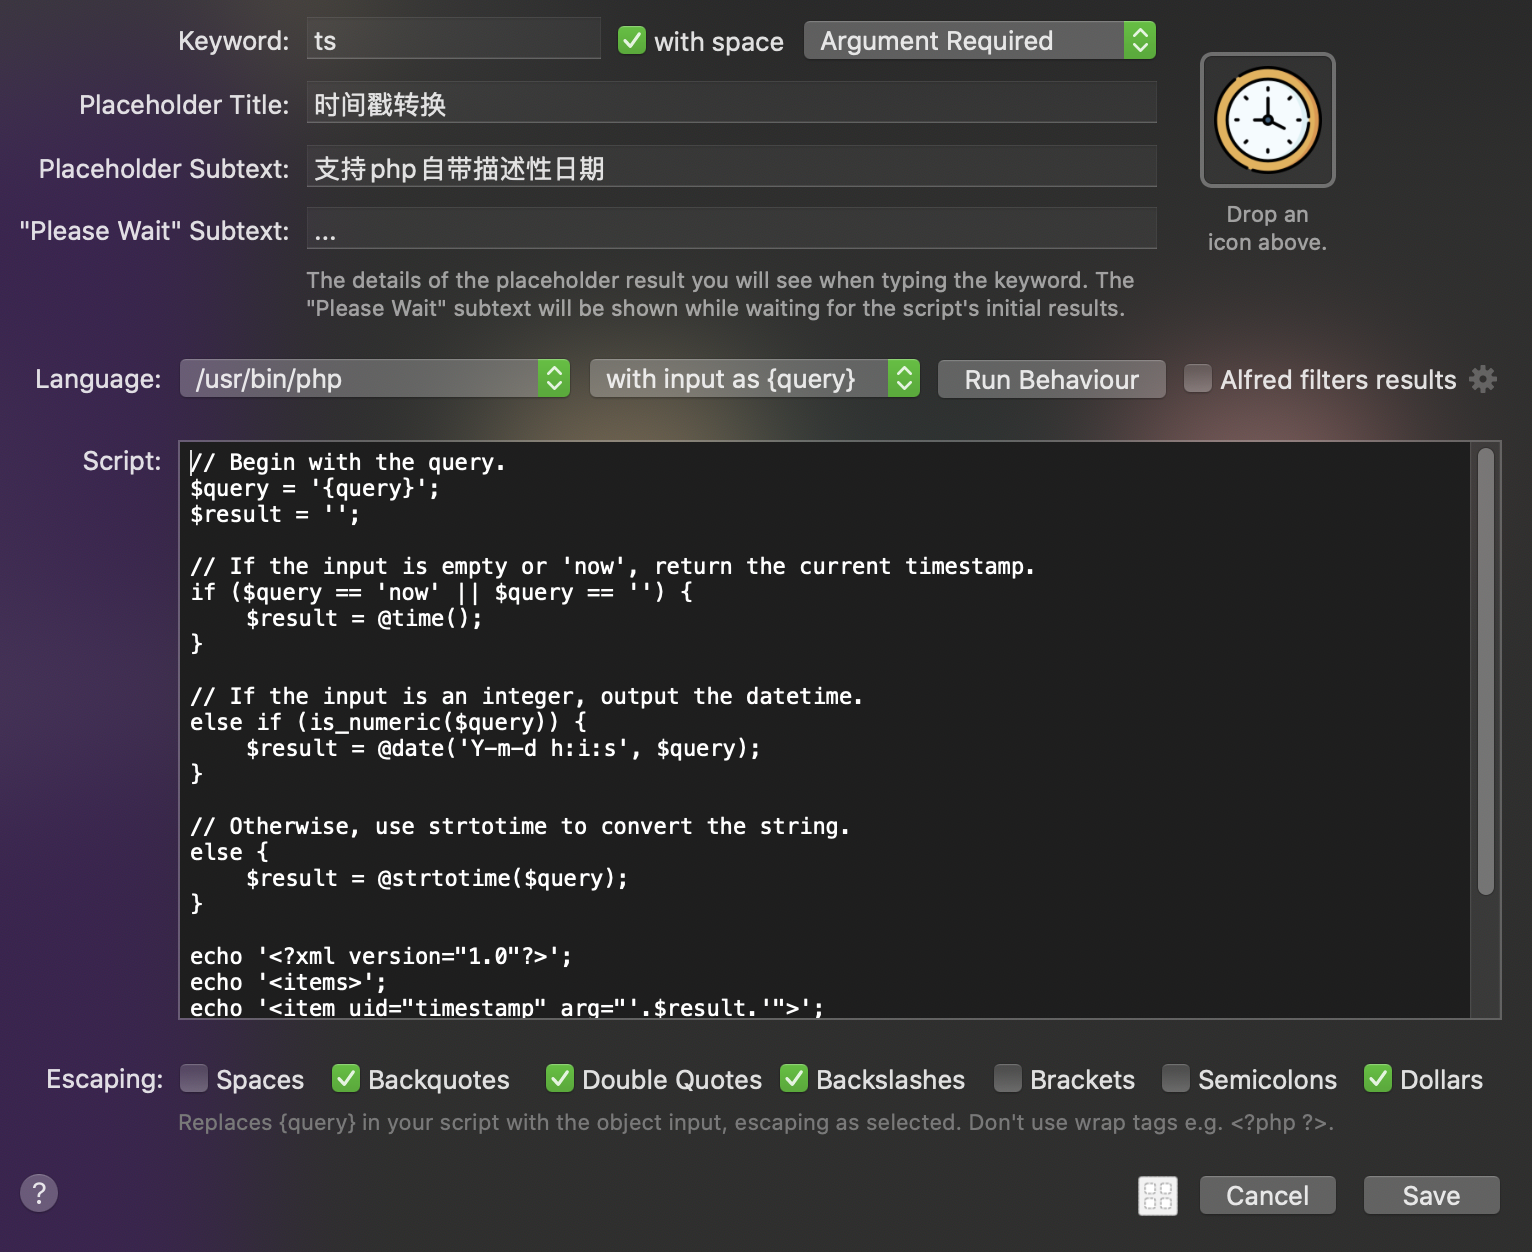 Keyword: ts with space Argument Required
Placeholder Title: 时间戳转换
Placeholder Subtext: 支持php自带描述性日期
"Please Wait" Subtext: ...
Drop an
icon above.
The details of the placeholder result you will see when typing the keyword. The
"Please Wait" subtext will be shown while waiting for the script's initial results.
Language: /usr/bin/php with input as {query} Run Behaviour Alfred filters results
Script:
// Begin with the query.
$query = '{query}';
$result = '';
// If the input is empty or 'now', return the current timestamp.
if ($query == 'now' || $query == '') {
$result = @time();
}
// If the input is an integer, output the datetime.
else if (is_numeric($query)) {
$result = @date('Y-m-d h:i:s', $query);
}
// Otherwise, use strtotime to convert the string.
else {
$result = @strtotime($query);
}
echo '<?xml version="1.0"?>';
echo '<items>';
echo '<item uid="timestamp" arg="'.$result.'">';
Escaping: Spaces Backquotes Double Quotes Backslashes Brackets Semicolons Dollars
Replaces {query} in your script with the object input, escaping as selected. Don't use wrap tags e.g. <?php ?>.
? Cancel Save